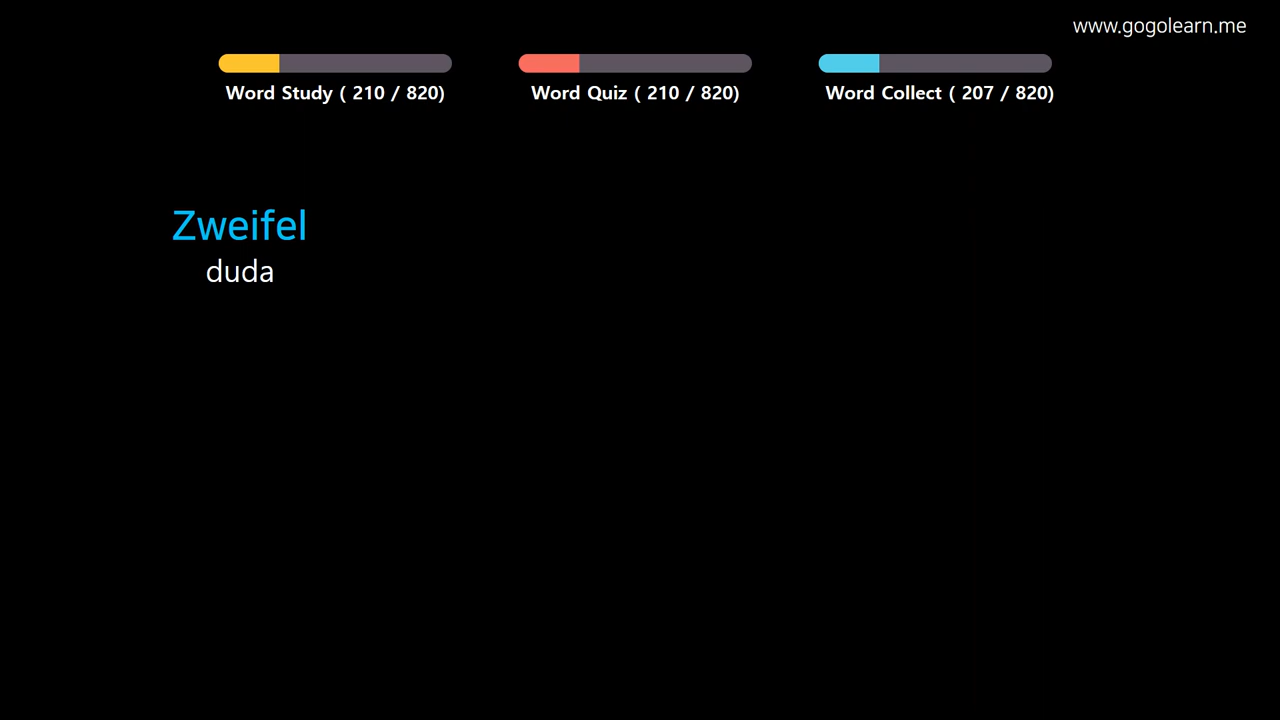 www.gogolearn.me
Word Study ( 210 / 820)
Word Quiz ( 210 / 820)
Word Collect ( 207 / 820)
Zweifel
duda